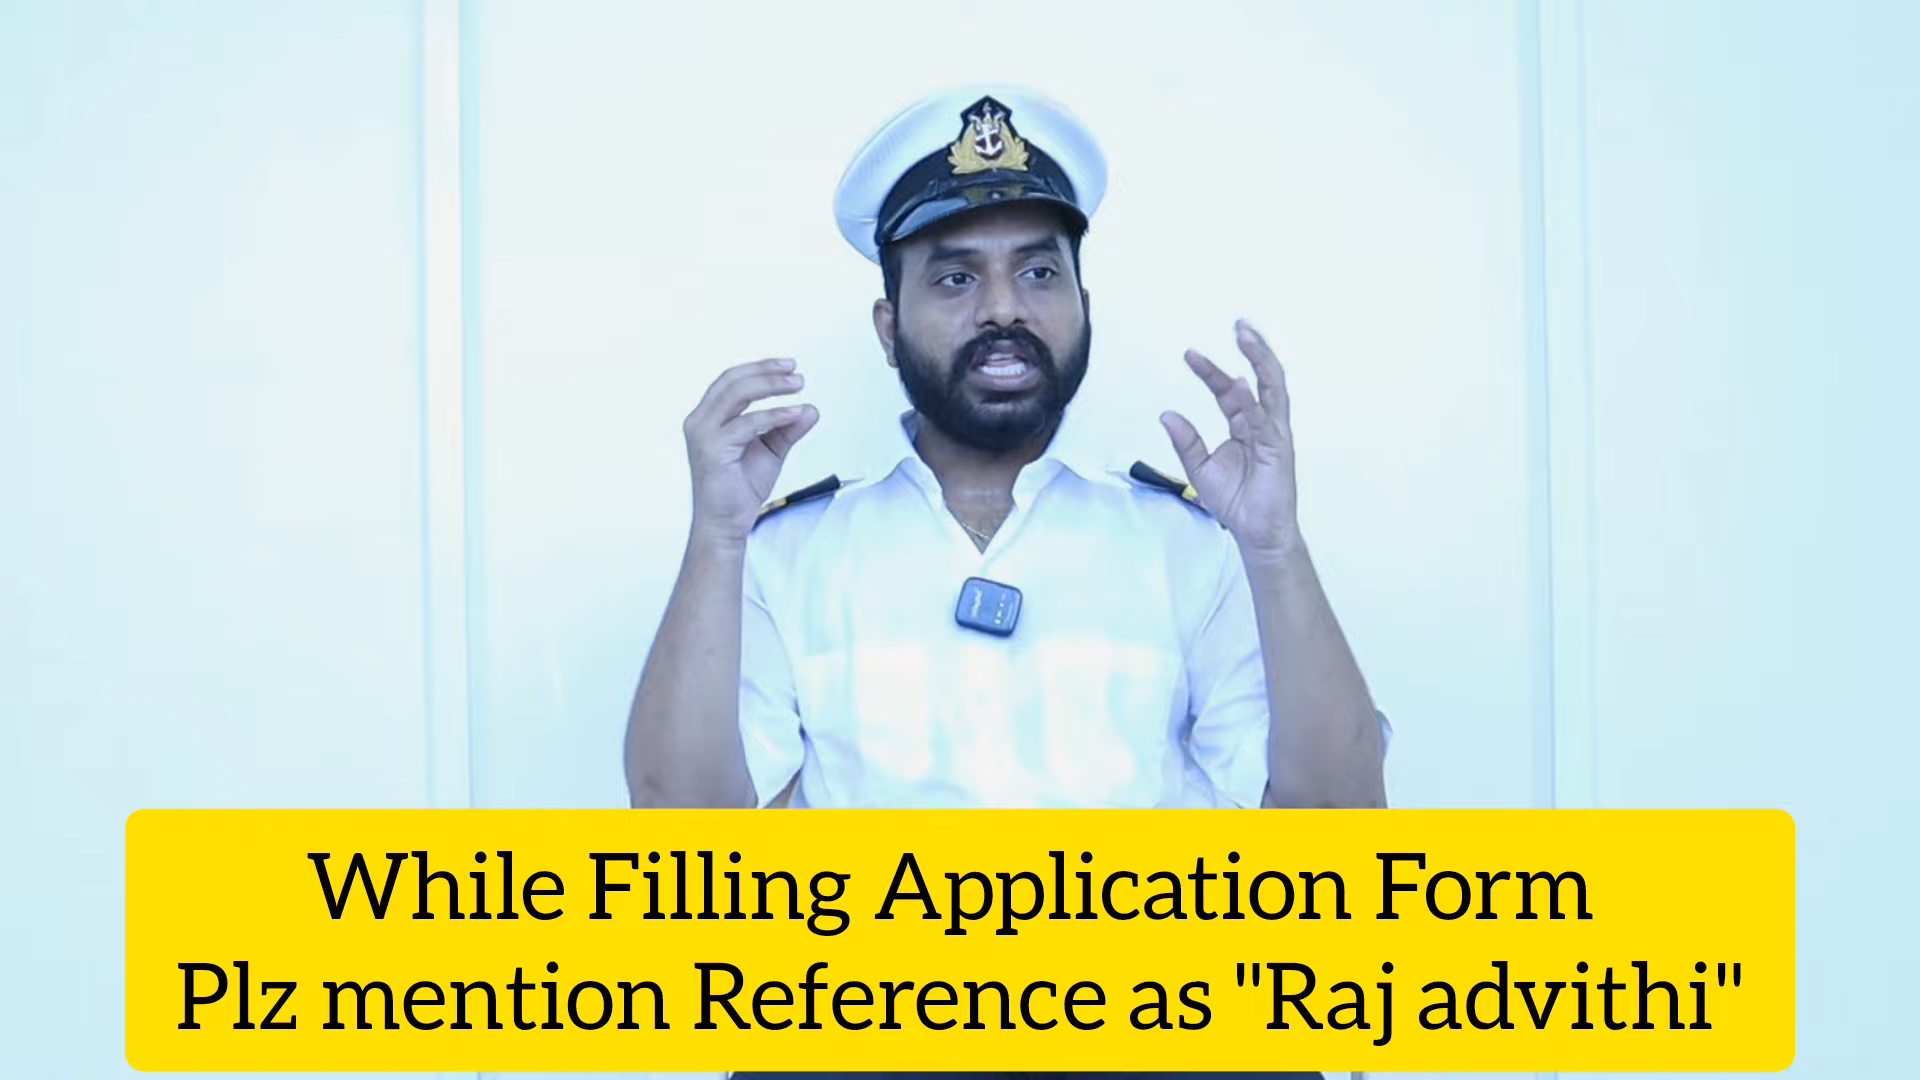 While Filling Application Form
Plz mention Reference as "Raj advithi"